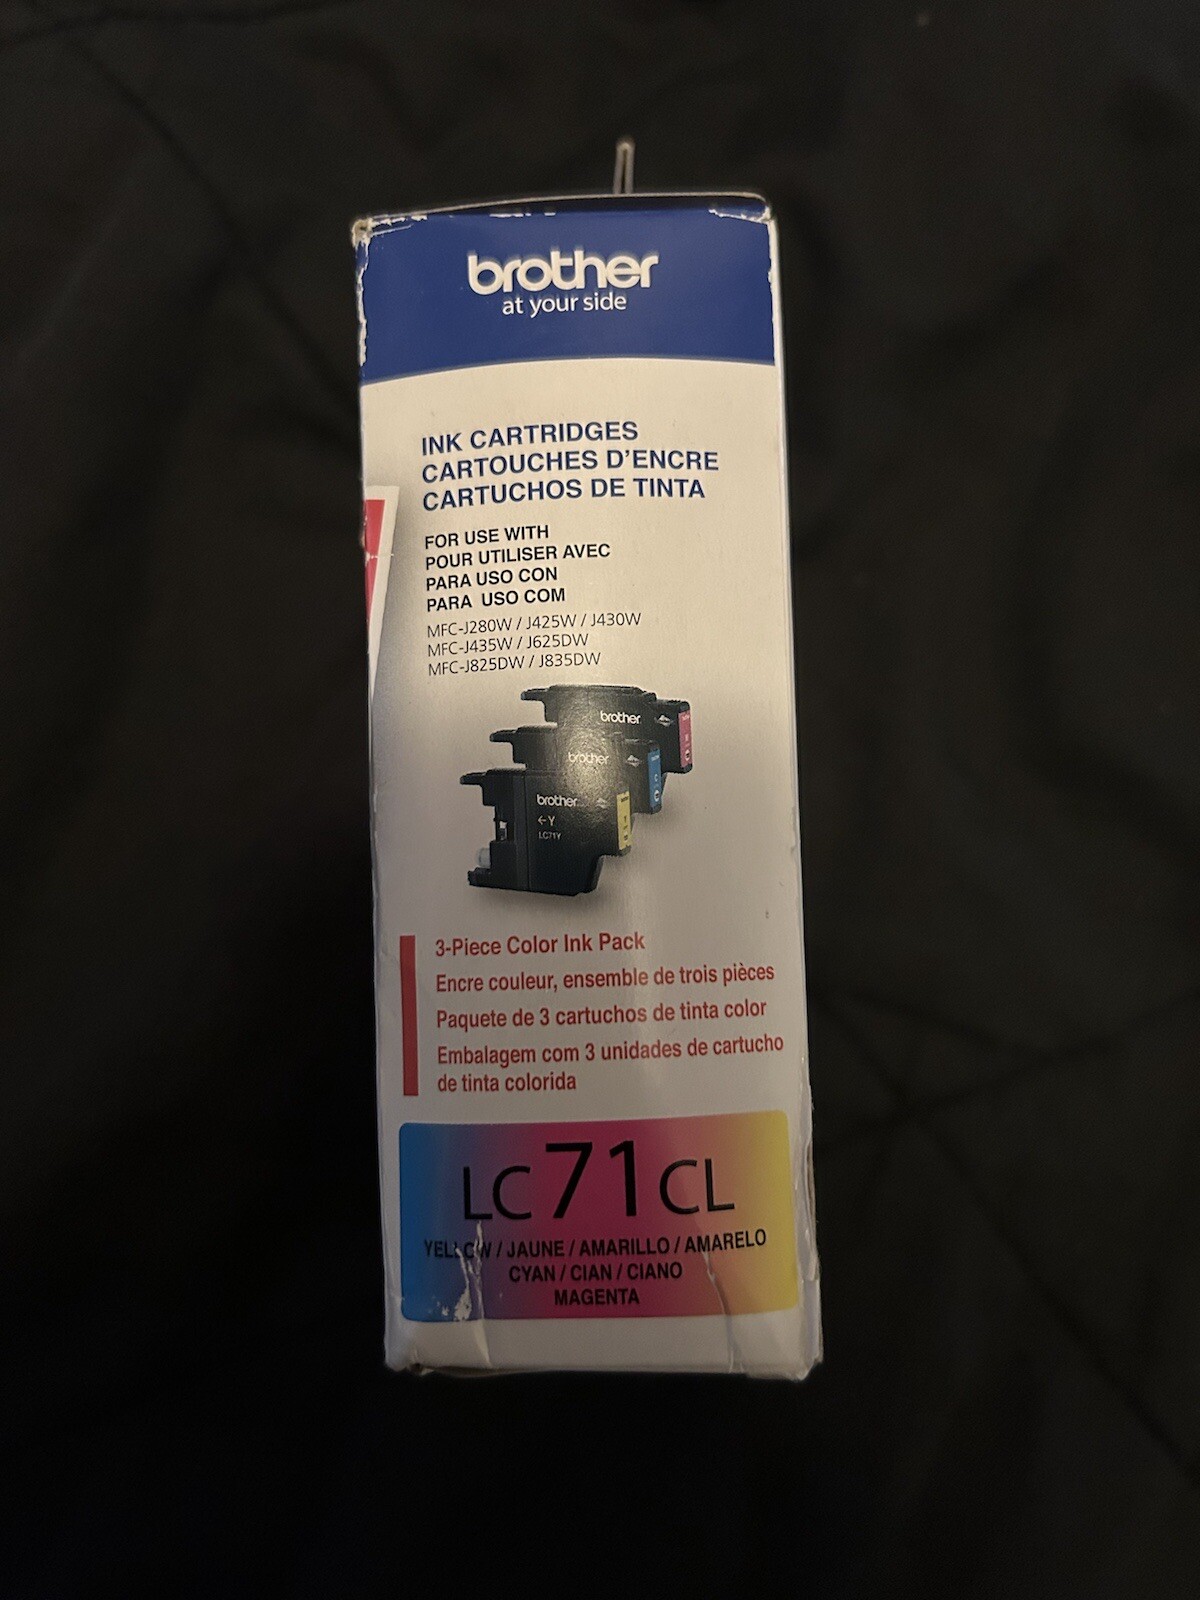 brother
at your side
INK CARTRIDGES
CARTOUCHES D'ENCRE
CARTUCHOS DE TINTA
FOR USE WITH
POUR UTILISER AVEC
PARA USO CON
PARA USO COM
MFC-J280W / J425W / J430W
MFC-J435W / J625DW
MFC-J825DW / J835DW
brother
brother
brother
←Y
LC71Y
3-Piece Color Ink Pack
Encre couleur, ensemble de trois pièces
Paquete de 3 cartuchos de tinta color
Embalagem com 3 unidades de cartucho
de tinta colorida
LC71CL
YELLOW / JAUNE / AMARILLO / AMARELO
CYAN / CIAN / CIANO
MAGENTA